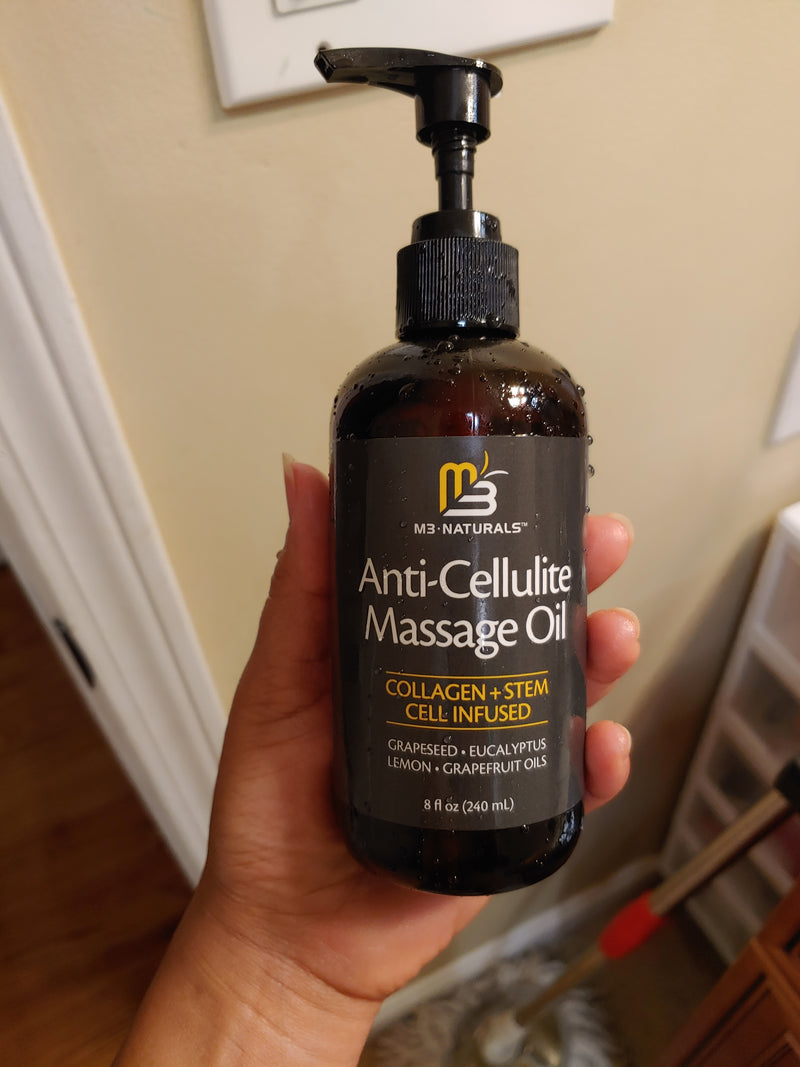 M3
M3·NATURALS™
Anti-Cellulite
Massage Oil
COLLAGEN + STEM
CELL INFUSED
GRAPESEED • EUCALYPTUS
LEMON • GRAPEFRUIT OILS
8 fl oz (240 mL)